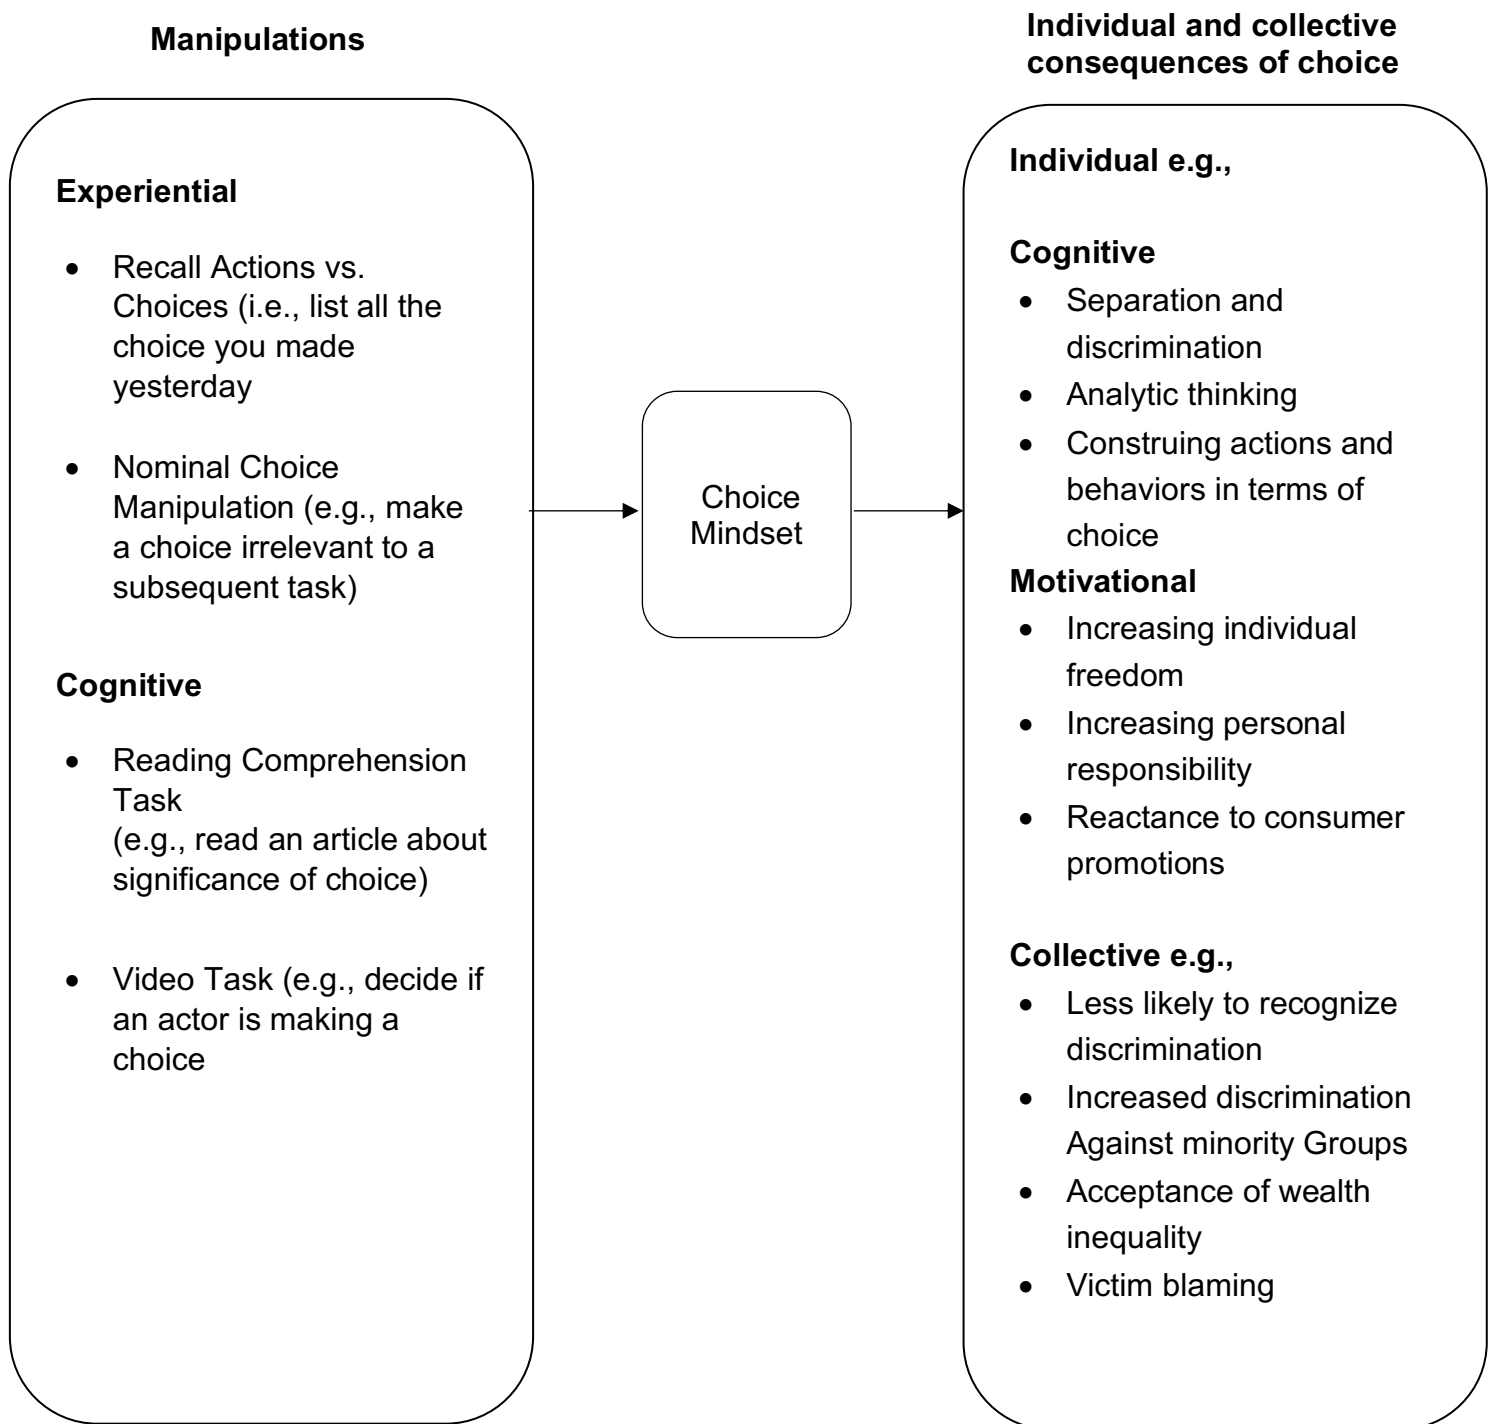 Manipulations
Experiential
• Recall Actions vs.
Choices (i.e., list all the
choice you made
yesterday
• Nominal Choice
Manipulation (e.g., make
a choice irrelevant to a
subsequent task)
Cognitive
• Reading Comprehension
Task
(e.g., read an article about
significance of choice)
• Video Task (e.g., decide if
an actor is making a
choice
Choice
Mindset
Individual and collective
consequences of choice
Individual e.g.,
Cognitive
• Separation and
discrimination
• Analytic thinking
• Construing actions and
behaviors in terms of
choice
Motivational
• Increasing individual
freedom
• Increasing personal
responsibility
• Reactance to consumer
promotions
Collective e.g.,
• Less likely to recognize
discrimination
• Increased discrimination
Against minority Groups
• Acceptance of wealth
inequality
• Victim blaming